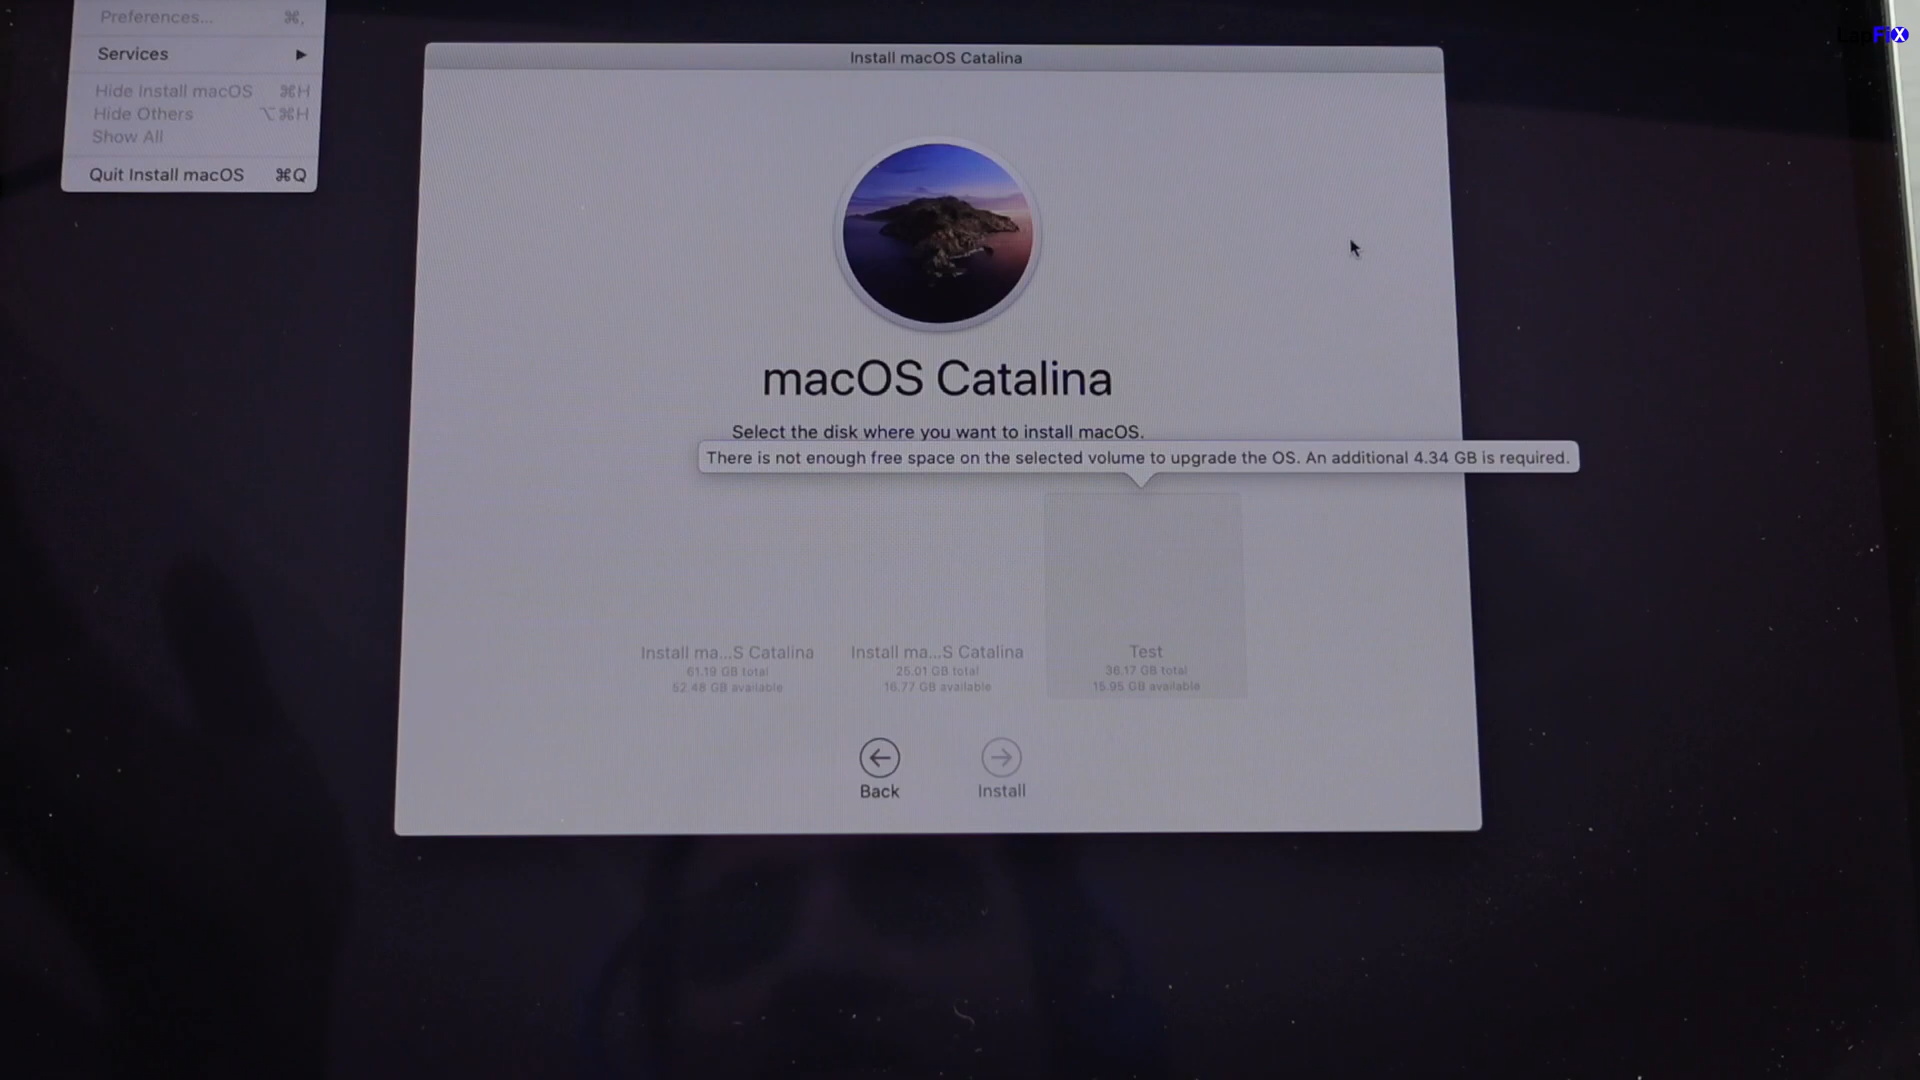 Preferences... ⌘,
Services ▶
Hide Install macOS ⌘H
Hide Others ⌥⌘H
Show All
Quit Install macOS ⌘Q
LapFiX
Install macOS Catalina
macOS Catalina
Select the disk where you want to install macOS.
There is not enough free space on the selected volume to upgrade the OS. An additional 4.34 GB is required.
Install ma...S Catalina
61.19 GB total
52.48 GB available
Install ma...S Catalina
25.01 GB total
16.77 GB available
Test
36.17 GB total
15.95 GB available
Back
Install